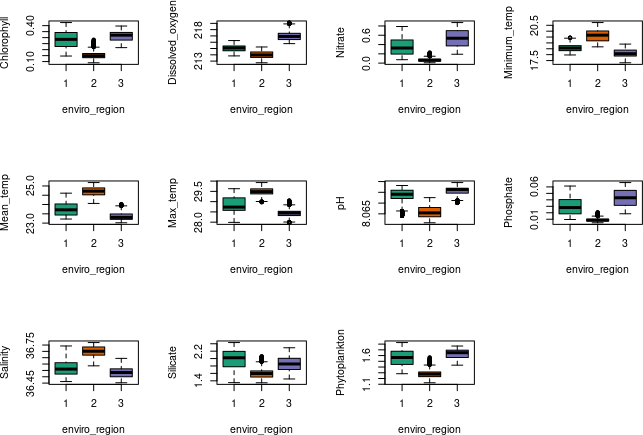 Chlorophyll
0.10 0.40
1 2 3
enviro_region
Dissolved_oxygen
213 218
1 2 3
enviro_region
Nitrate
0.0 0.6
1 2 3
enviro_region
Minimum_temp
17.5 20.5
1 2 3
enviro_region
Mean_temp
23.0 25.0
1 2 3
enviro_region
Max_temp
28.0 29.5
1 2 3
enviro_region
pH
8.065
1 2 3
enviro_region
Phosphate
0.01 0.06
1 2 3
enviro_region
Salinity
36.45 36.75
1 2 3
enviro_region
Silicate
1.4 2.2
1 2 3
enviro_region
Phytoplankton
1.1 1.6
1 2 3
enviro_region